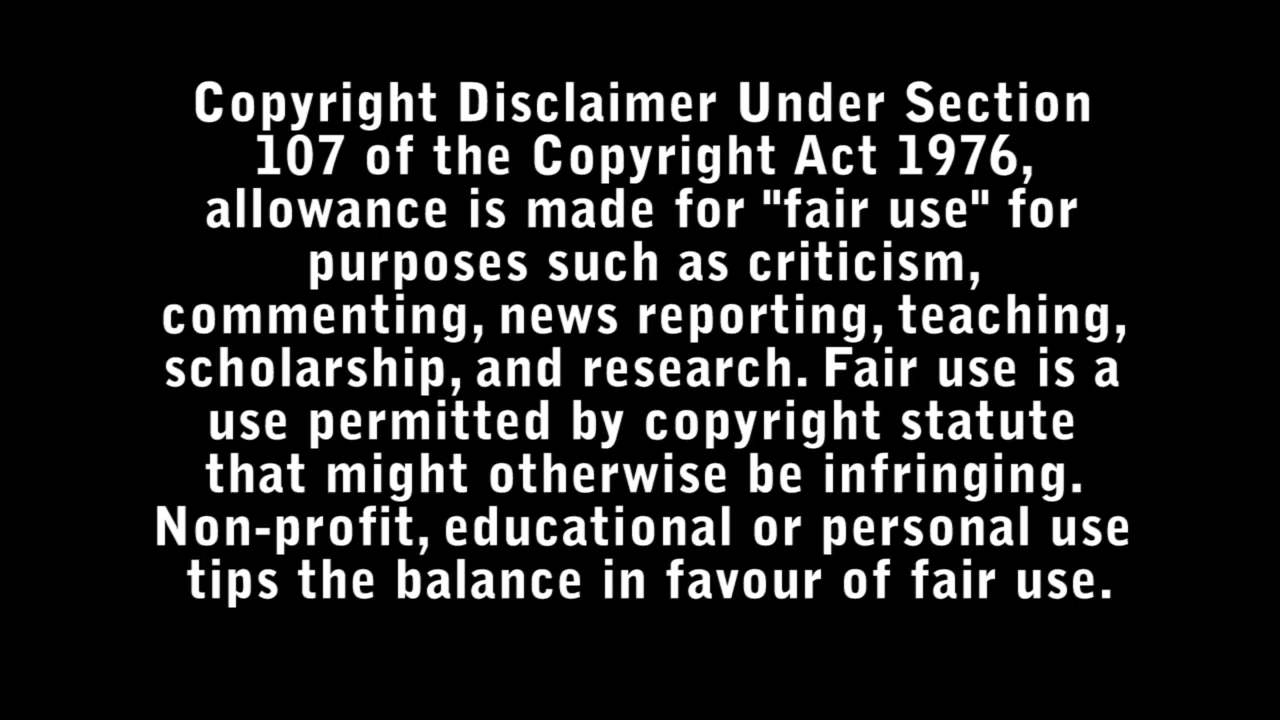 Copyright Disclaimer Under Section
107 of the Copyright Act 1976,
allowance is made for "fair use" for
purposes such as criticism,
commenting, news reporting, teaching,
scholarship, and research. Fair use is a
use permitted by copyright statute
that might otherwise be infringing.
Non-profit, educational or personal use
tips the balance in favour of fair use.